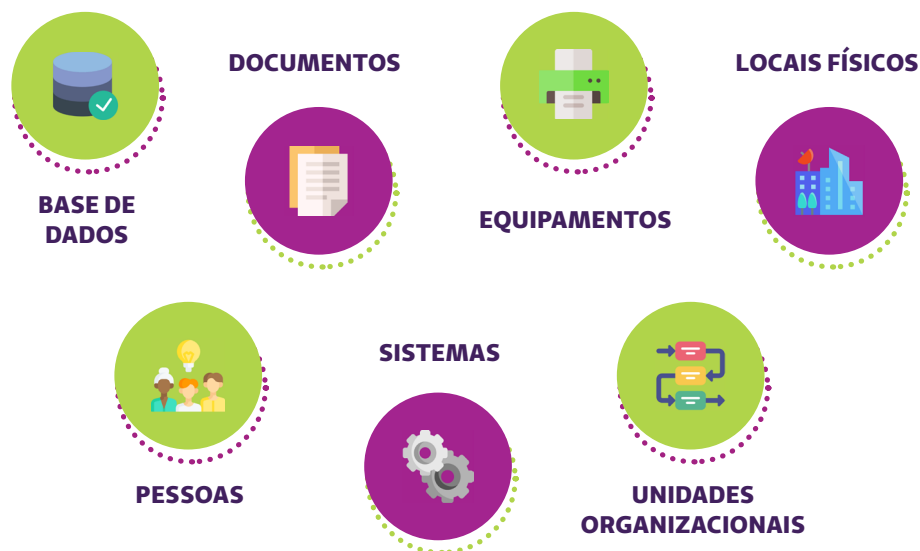 DOCUMENTOS
LOCAIS FÍSICOS
BASE DE
DADOS
EQUIPAMENTOS
SISTEMAS
PESSOAS
UNIDADES
ORGANIZACIONAIS